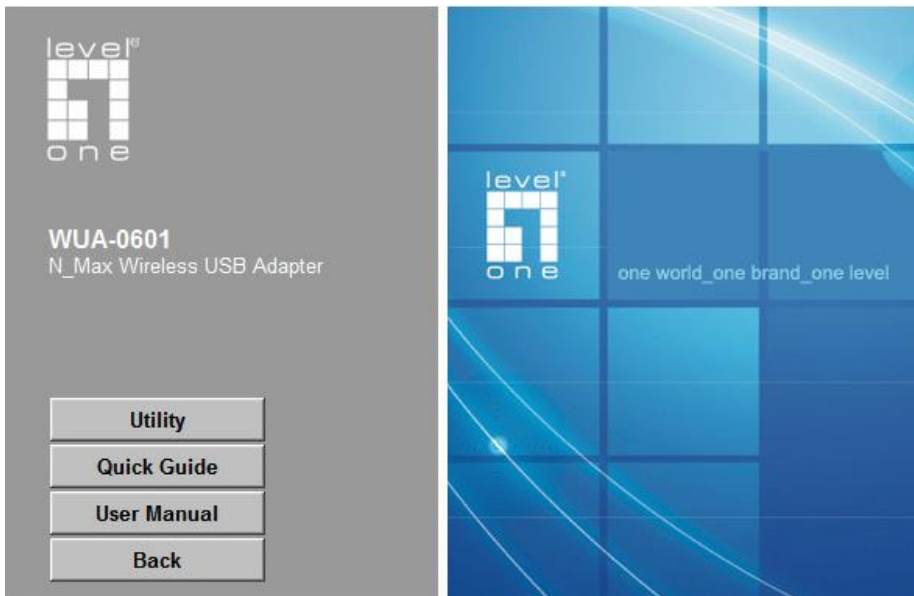 level®
one
WUA-0601
N_Max Wireless USB Adapter
Utility
Quick Guide
User Manual
Back
level®
one
one world_one brand_one level